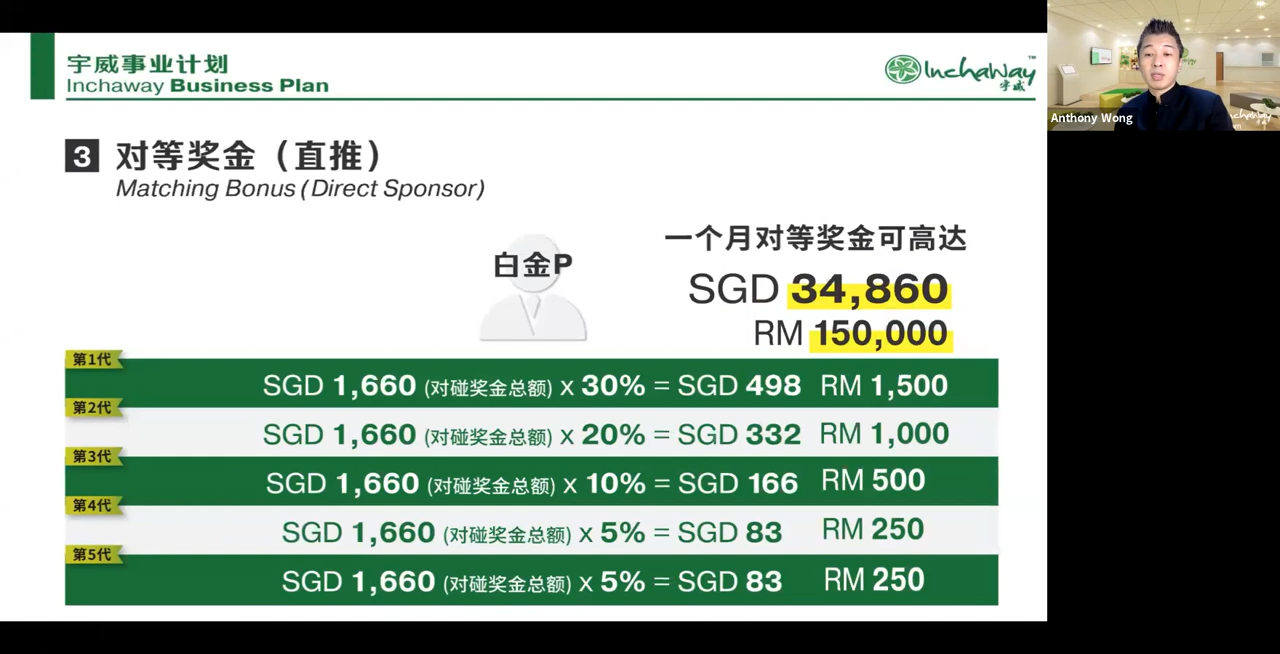 宇威事业计划
Inchaway Business Plan
Inchaway™
宇威
Anthony Wong
3 对等奖金（直推）
Matching Bonus (Direct Sponsor)
白金P
一个月对等奖金可高达
SGD 34,860
RM 150,000
第1代
SGD 1,660 (对碰奖金总额) x 30% = SGD 498 RM 1,500
第2代
SGD 1,660 (对碰奖金总额) x 20% = SGD 332 RM 1,000
第3代
SGD 1,660 (对碰奖金总额) x 10% = SGD 166 RM 500
第4代
SGD 1,660 (对碰奖金总额) x 5% = SGD 83 RM 250
第5代
SGD 1,660 (对碰奖金总额) x 5% = SGD 83 RM 250